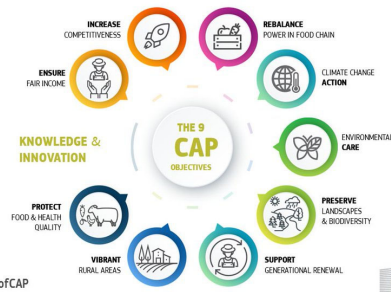 INCREASE
COMPETITIVENESS
REBALANCE
POWER IN FOOD CHAIN
ENSURE
FAIR INCOME
CLIMATE CHANGE
ACTION
THE 9
CAP
OBJECTIVES
KNOWLEDGE &
INNOVATION
ENVIRONMENTAL
CARE
PROTECT
FOOD & HEALTH
QUALITY
PRESERVE
LANDSCAPES
& BIODIVERSITY
VIBRANT
RURAL AREAS
SUPPORT
GENERATIONAL RENEWAL
ofCAP